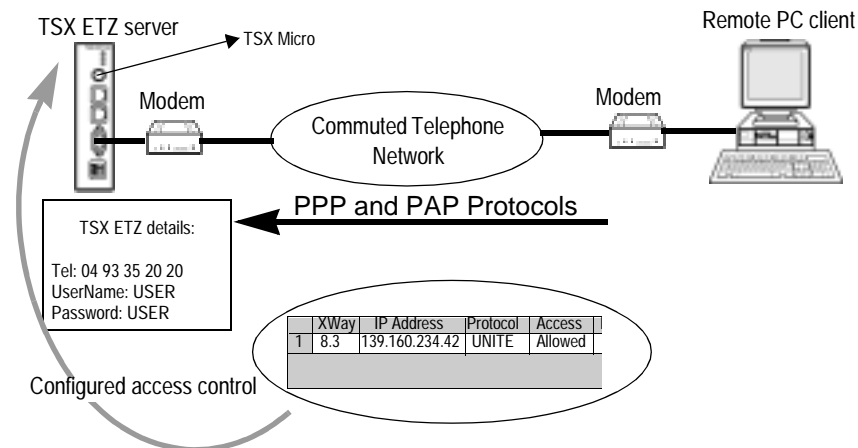 TSX ETZ server
TSX Micro
Remote PC client
Modem
Modem
Commuted Telephone
Network
PPP and PAP Protocols
TSX ETZ details:
Tel: 04 93 35 20 20
UserName: USER
Password: USER
XWay IP Address Protocol Access
1 8.3 139.160.234.42 UNITE Allowed
Configured access control